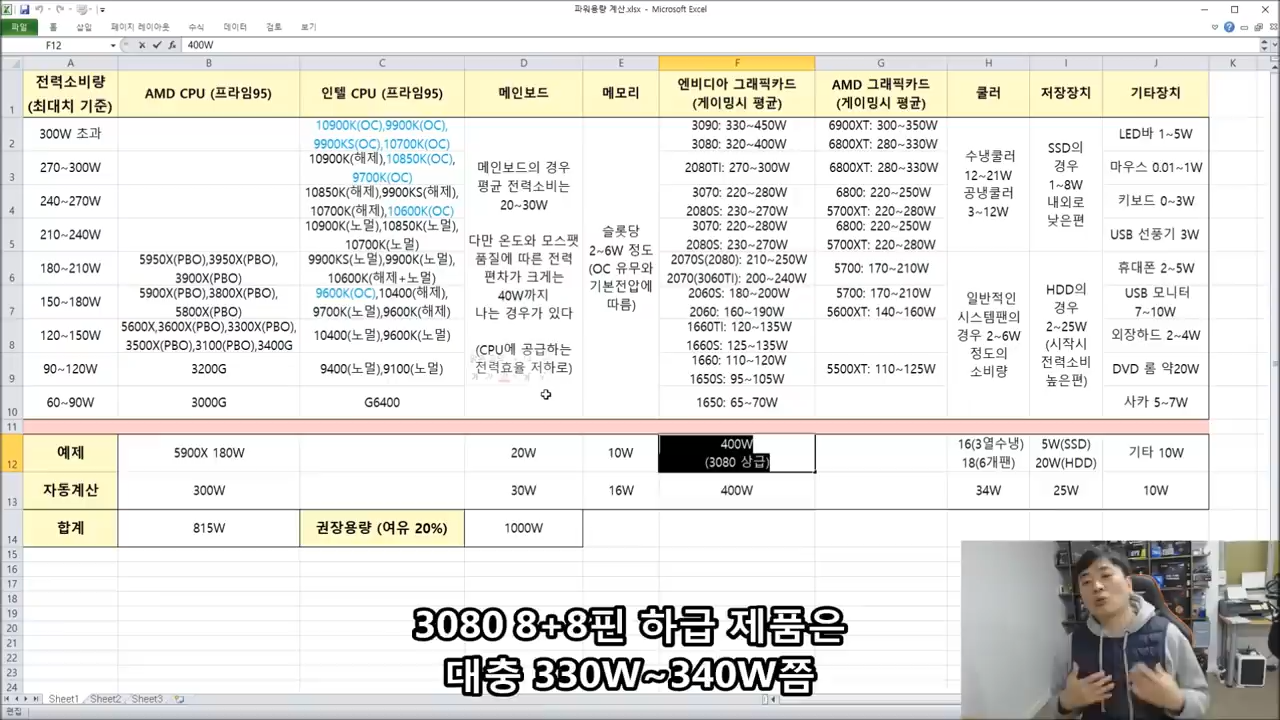 파워용량 계산.xlsx - Microsoft Excel
파일 홈 삽입 페이지 레이아웃 수식 데이터 검토 보기
F12 fx 400W
A B C D E F G H I J K L
1 전력소비량 (최대치 기준) AMD CPU (프라임95) 인텔 CPU (프라임95) 메인보드 메모리 엔비디아 그래픽카드 (게이밍시 평균) AMD 그래픽카드 (게이밍시 평균) 쿨러 저장장치 기타장치
2 300W 초과 10900K(OC),9900K(OC), 9900KS(OC),10700K(OC) 3090: 330~450W 3080: 320~400W 6900XT: 300~350W 6800XT: 280~330W LED바 1~5W
3 270~300W 10900K(해제),10850K(OC), 9700K(OC) 2080TI: 270~300W 6800XT: 280~330W 마우스 0.01~1W
4 240~270W 10850K(해제),9900KS(해제), 10700K(해제),10600K(OC) 3070: 220~280W 2080S: 230~270W 6800: 220~250W 5700XT: 220~280W 키보드 0~3W
5 210~240W 10900K(노멀),10850K(노멀), 10700K(노멀) 3070: 220~280W 2080S: 230~270W 6800: 220~250W 5700XT: 220~280W USB 선풍기 3W
6 180~210W 5950X(PBO),3950X(PBO), 3900X(PBO) 9900KS(노멀),9900K(노멀), 10600K(해제+노멀) 2070S(2080): 210~250W 2070(3060TI): 200~240W 5700: 170~210W 휴대폰 2~5W
7 150~180W 5900X(PBO),3800X(PBO), 5800X(PBO) 9600K(OC),10400(해제), 9700K(노멀),9600K(해제) 2060S: 180~200W 2060: 160~190W 5700: 170~210W 5600XT: 140~160W USB 모니터 7~10W
8 120~150W 5600X,3600X(PBO),3300X(PBO), 3500X(PBO),3100(PBO),3400G 10400(노멀),9600K(노멀) 1660TI: 120~135W 1660S: 125~135W 외장하드 2~4W
9 90~120W 3200G 9400(노멀),9100(노멀) 1660: 110~120W 1650S: 95~105W 5500XT: 110~125W DVD 롬 약20W
10 60~90W 3000G G6400 1650: 65~70W 사카 5~7W
메인보드의 경우
평균 전력소비는
20~30W
다만 온도와 모스팻
품질에 따른 전력
편차가 크게는
40W까지
나는 경우가 있다
(CPU에 공급하는
전력효율 저하로)
슬롯당
2~6W 정도
(OC 유무와
기본전압에
따름)
수냉쿨러
12~21W
공냉쿨러
3~12W
일반적인
시스템팬의
경우 2~6W
정도의
소비량
SSD의
경우
1~8W
내외로
낮은편
HDD의
경우
2~25W
(시작시
전력소비
높은편)
11
12 예제 5900X 180W 20W 10W 400W (3080 상급) 16(3열수냉) 18(6개팬) 5W(SSD) 20W(HDD) 기타 10W
13 자동계산 300W 30W 16W 400W 34W 25W 10W
14 합계 815W 권장용량 (여유 20%) 1000W
15
16
17
18
19
20
21
22
23
24
3080 8+8핀 하급 제품은
대충 330W~340W쯤
Sheet1 Sheet2 Sheet3
편집